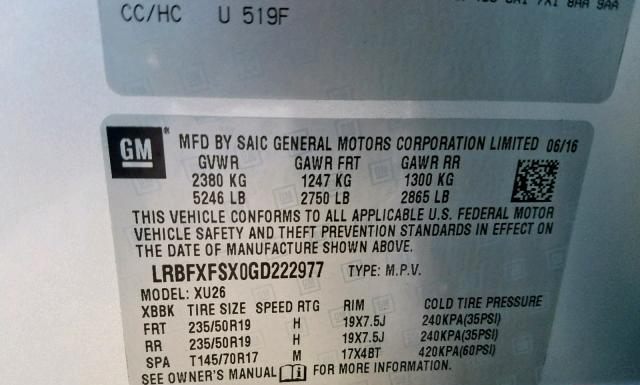 7X1 8AA 9AA
CC/HC U 519F
GM
MFD BY SAIC GENERAL MOTORS CORPORATION LIMITED 06/16
GVWR GAWR FRT GAWR RR
2380 KG 1247 KG 1300 KG
5246 LB 2750 LB 2865 LB
THIS VEHICLE CONFORMS TO ALL APPLICABLE U.S. FEDERAL MOTOR
VEHICLE SAFETY AND THEFT PREVENTION STANDARDS IN EFFECT ON
THE DATE OF MANUFACTURE SHOWN ABOVE.
LRBFXFSX0GD222977 TYPE: M.P.V.
MODEL: XU26
XBBK TIRE SIZE SPEED RTG RIM COLD TIRE PRESSURE
FRT 235/50R19 H 19X7.5J 240KPA(35PSI)
RR 235/50R19 H 19X7.5J 240KPA(35PSI)
SPA T145/70R17 M 17X4BT 420KPA(60PSI)
SEE OWNER'S MANUAL FOR MORE INFORMATION.